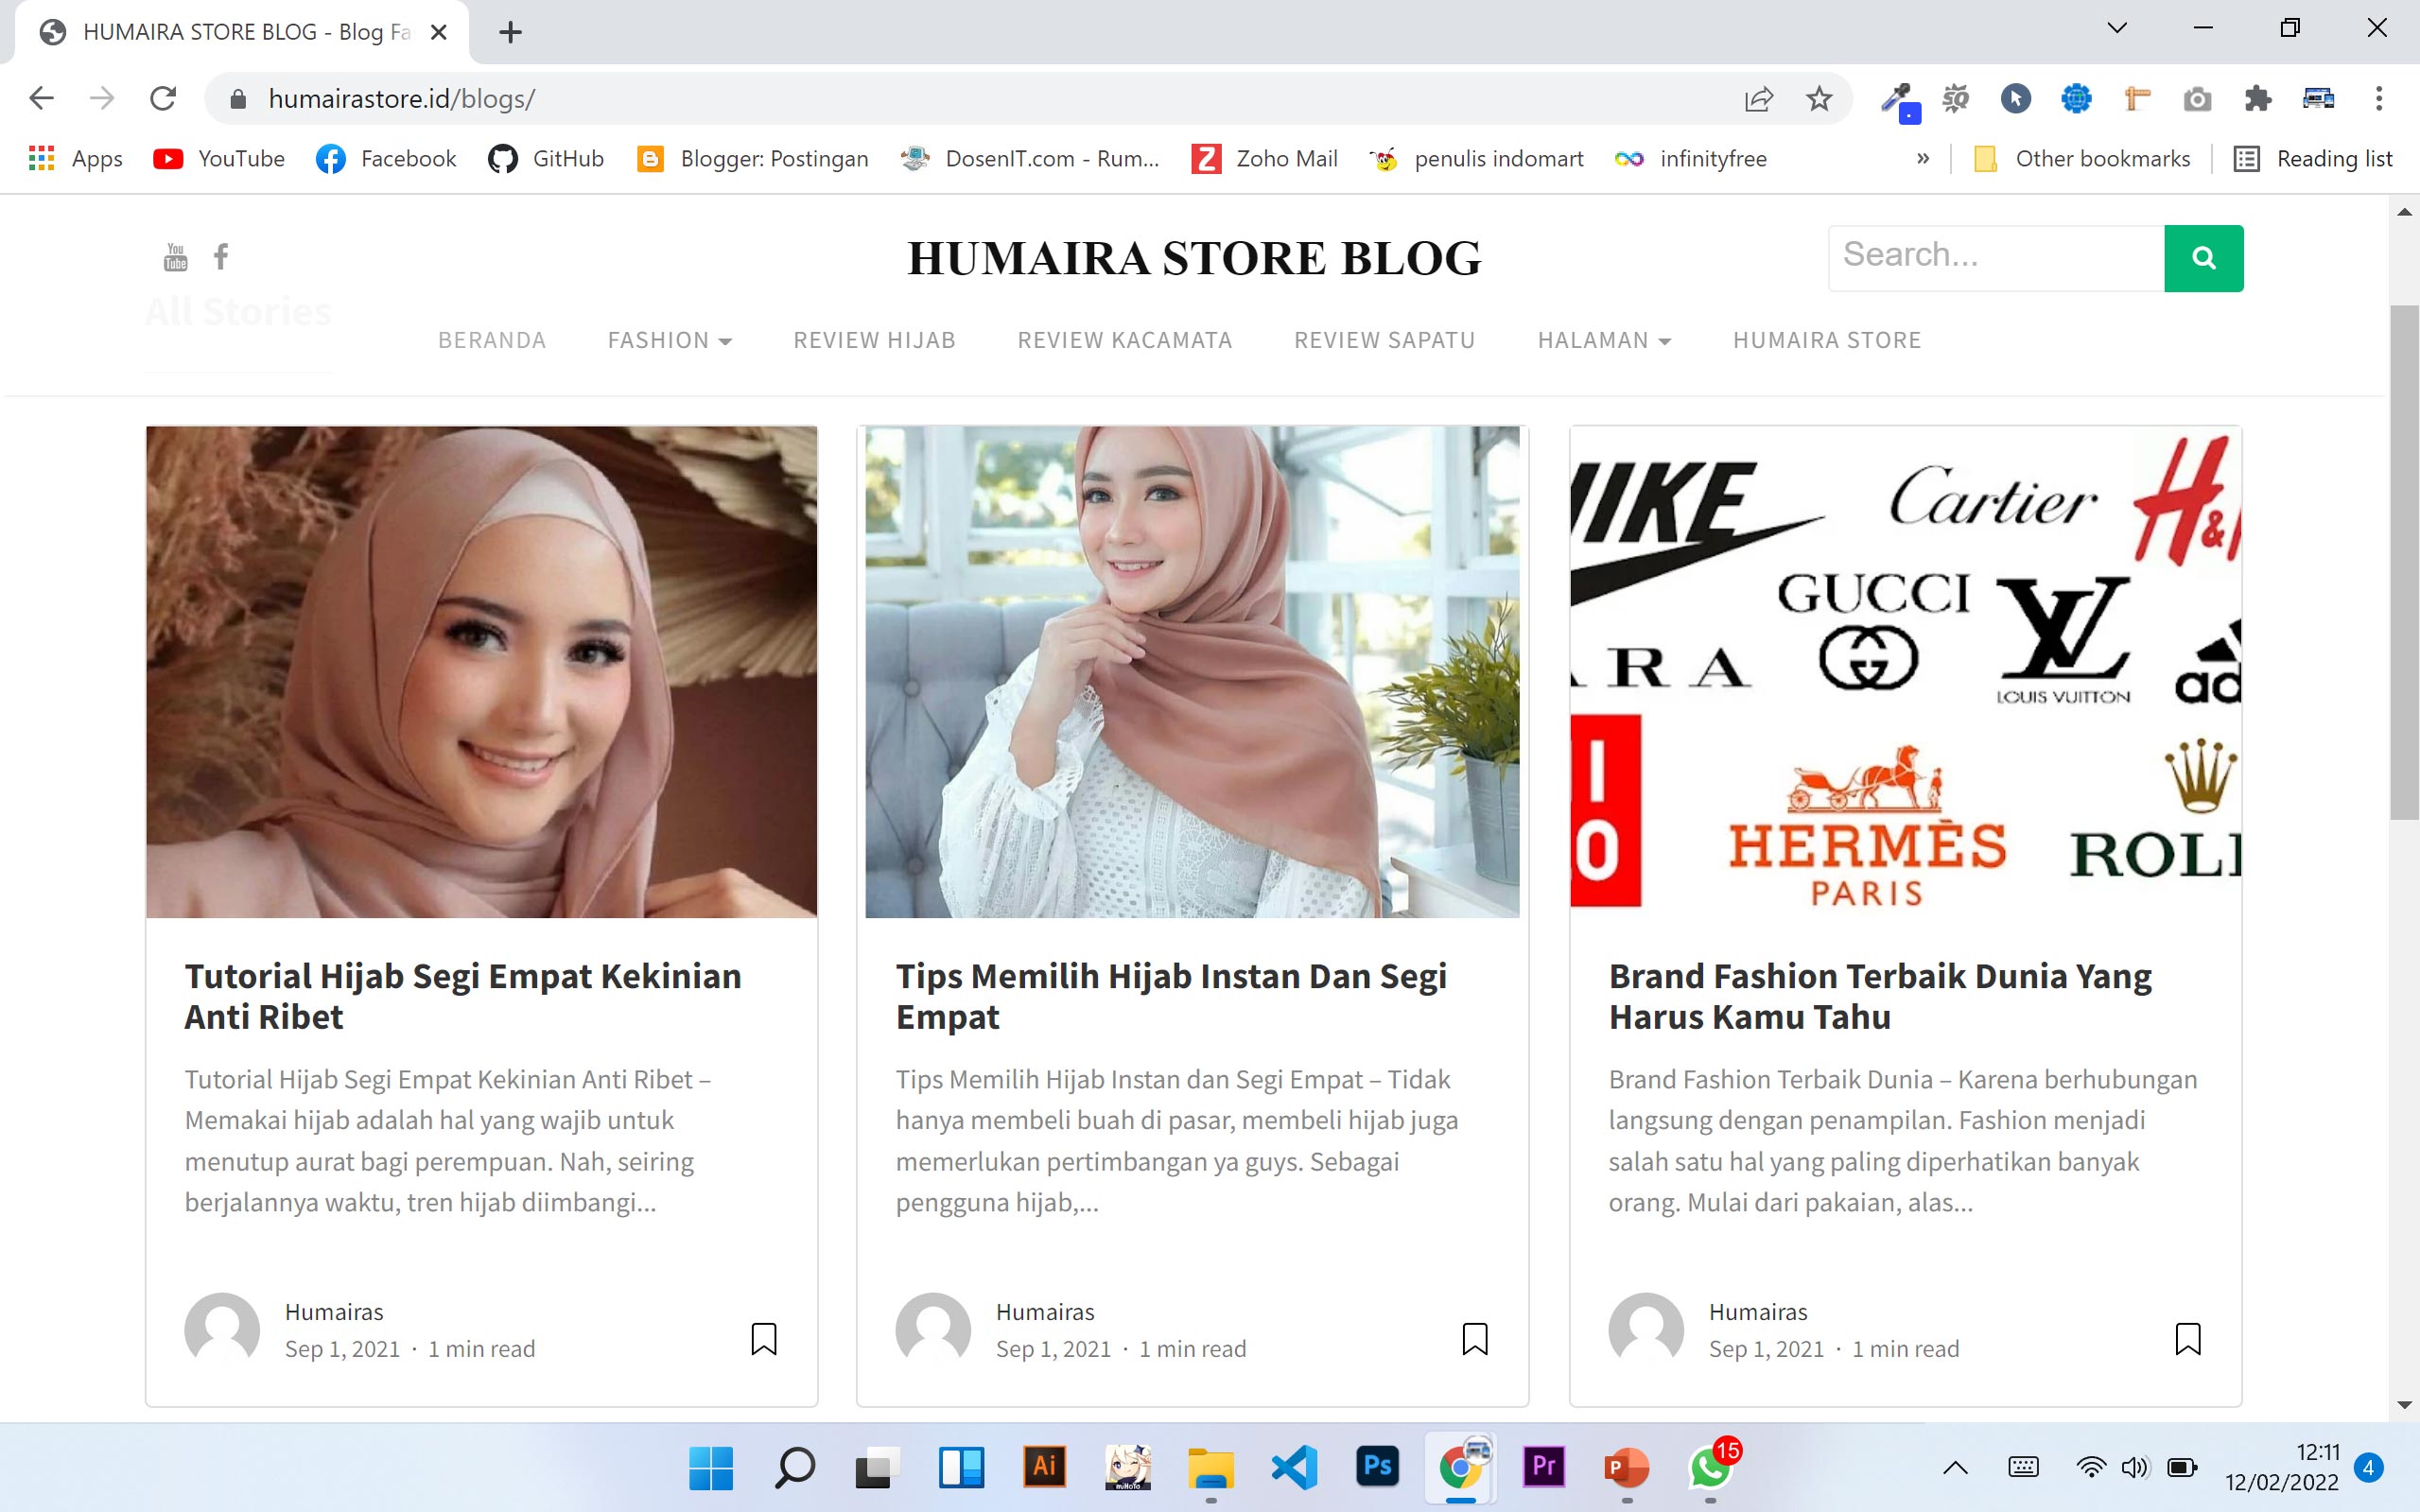 HUMAIRA STORE BLOG - Blog Fa
humairastore.id/blogs/
Apps YouTube Facebook GitHub Blogger: Postingan DosenIT.com - Rum... Zoho Mail penulis indomart infinityfree » Other bookmarks Reading list
You Tube
HUMAIRA STORE BLOG
Search...
All Stories
BERANDA FASHION REVIEW HIJAB REVIEW KACAMATA REVIEW SAPATU HALAMAN HUMAIRA STORE
NIKE Cartier H&
GUCCI
LOUIS VUITTON
ARA
ad
HERMÈS
PARIS
ROL
Tutorial Hijab Segi Empat Kekinian
Anti Ribet
Tutorial Hijab Segi Empat Kekinian Anti Ribet –
Memakai hijab adalah hal yang wajib untuk
menutup aurat bagi perempuan. Nah, seiring
berjalannya waktu, tren hijab diimbangi...
Humairas
Sep 1, 2021 · 1 min read
Tips Memilih Hijab Instan Dan Segi
Empat
Tips Memilih Hijab Instan dan Segi Empat – Tidak
hanya membeli buah di pasar, membeli hijab juga
memerlukan pertimbangan ya guys. Sebagai
pengguna hijab,...
Humairas
Sep 1, 2021 · 1 min read
Brand Fashion Terbaik Dunia Yang
Harus Kamu Tahu
Brand Fashion Terbaik Dunia – Karena berhubungan
langsung dengan penampilan. Fashion menjadi
salah satu hal yang paling diperhatikan banyak
orang. Mulai dari pakaian, alas...
Humairas
Sep 1, 2021 · 1 min read
Ai miHoYo Ps Pr P 15
12:11
12/02/2022
4